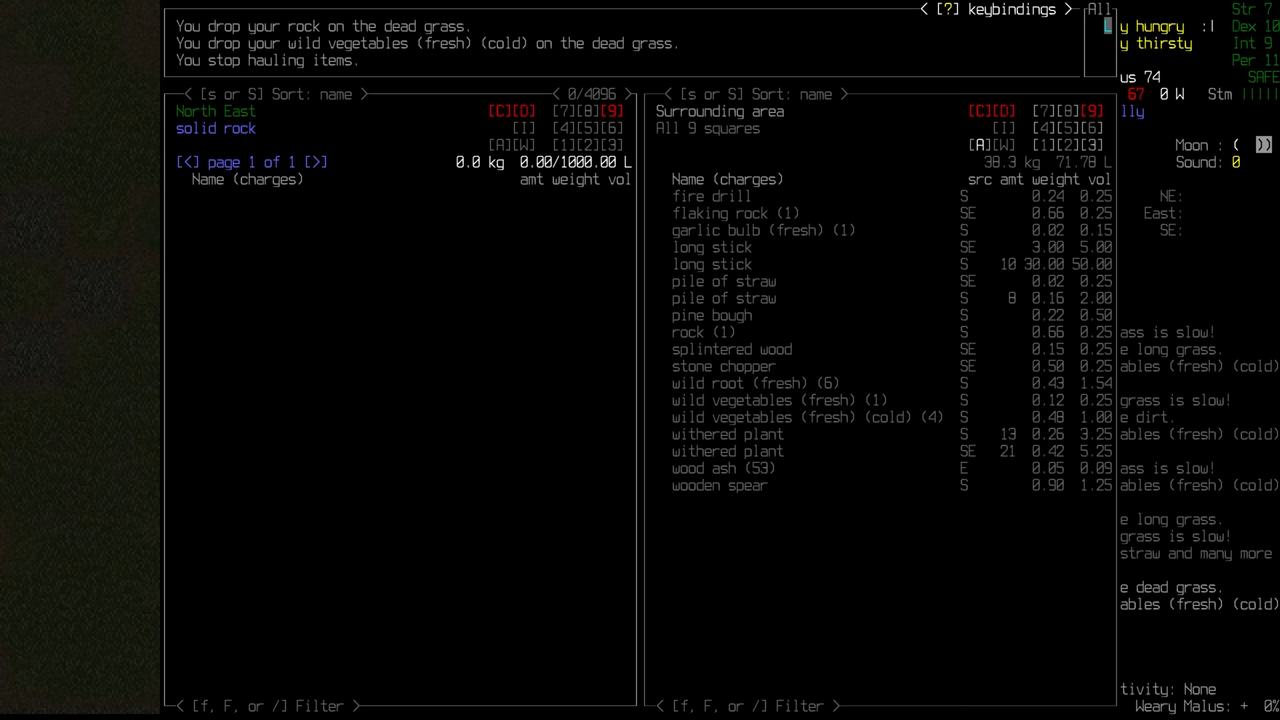 < [?] keybindings >
All
You drop your rock on the dead grass.
You drop your wild vegetables (fresh) (cold) on the dead grass.
You stop hauling items.
< [s or S] Sort: name >
< 0/4096 >
North East
[C][D] [7][8][9]
solid rock
[I] [4][5][6]
[A][W] [1][2][3]
[<] page 1 of 1 [>]
0.0 kg 0.00/1000.00 L
Name (charges) amt weight vol
< [f, F, or /] Filter >
< [s or S] Sort: name >
Surrounding area
[C][D] [7][8][9]
All 9 squares
[I] [4][5][6]
[A][W] [1][2][3]
38.3 kg 71.78 L
Name (charges) src amt weight vol
fire drill S 0.24 0.25
flaking rock (1) SE 0.66 0.25
garlic bulb (fresh) (1) S 0.02 0.15
long stick SE 3.00 5.00
long stick S 10 30.00 50.00
pile of straw SE 0.02 0.25
pile of straw S 8 0.16 2.00
pine bough S 0.22 0.50
rock (1) S 0.66 0.25
splintered wood SE 0.15 0.25
stone chopper SE 0.50 0.25
wild root (fresh) (6) S 0.43 1.54
wild vegetables (fresh) (1) S 0.12 0.25
wild vegetables (fresh) (cold) (4) S 0.48 1.00
withered plant S 13 0.26 3.25
withered plant SE 21 0.42 5.25
wood ash (53) E 0.05 0.09
wooden spear S 0.90 1.25
< [f, F, or /] Filter >
Str 7
y hungry :| Dex 10
y thirsty Int 9
Per 11
us 74 SAFE
67 0 W Stm |||||
lly
Moon : ( ))
Sound: 0
NE:
East:
SE:
ass is slow!
e long grass.
ables (fresh) (cold)
grass is slow!
e dirt.
ables (fresh) (cold)
ass is slow!
ables (fresh) (cold)
e long grass.
grass is slow!
straw and many more
e dead grass.
ables (fresh) (cold)
tivity: None
Weary Malus: + 0%